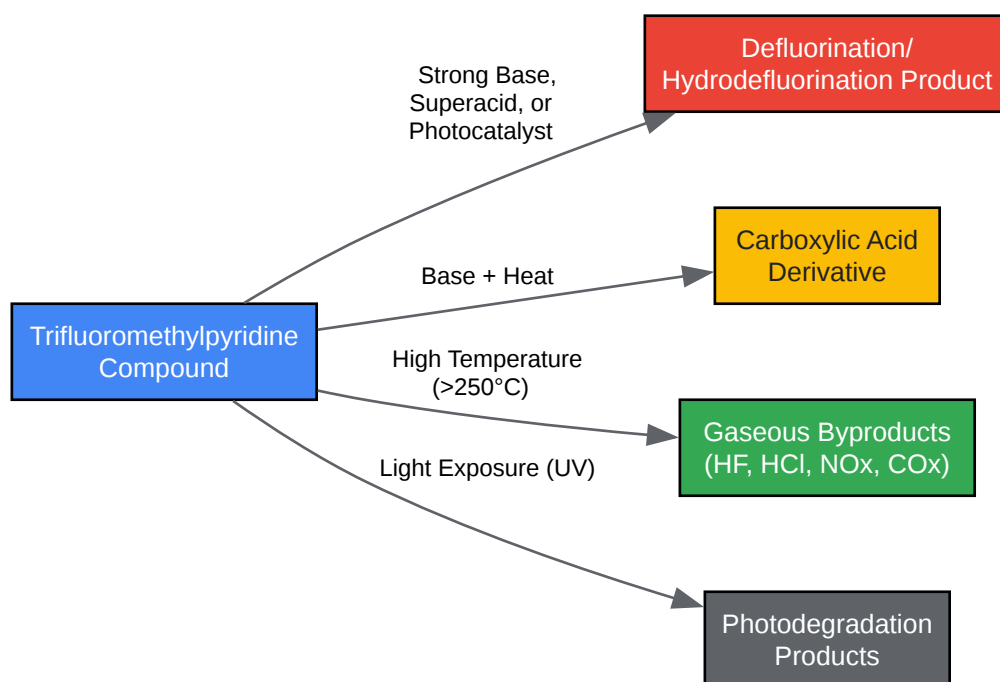 Defluorination/
Hydrodefluorination Product
Strong Base,
Superacid, or
Photocatalyst
Carboxylic Acid
Derivative
Base + Heat
Trifluoromethylpyridine
Compound
High Temperature
(>250°C)
Gaseous Byproducts
(HF, HCl, NOx, COx)
Light Exposure (UV)
Photodegradation
Products